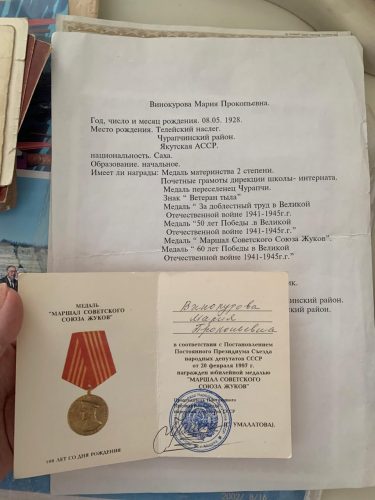 Винокурова Мария Прокопьевна.
Год, число и месяц рождения. 08.05. 1928.
Место рождения. Телейский наслег.
Чурапчинский район.
Якутская АССР.
национальность. Саха.
Образование. начальное.
Имеет ли награды: Медаль материнства 2 степени.
Почетные грамоты дирекции школы- интерната.
Медаль переселенец Чурапчи.
Знак “ Ветеран тыла”
Медаль “ За доблестный труд в Великой
Отечественной войне 1941-1945г.г.
Медаль “50 лет Победы .в Великой
Отечественной войне 1941-1945г.г”
Медаль “ Маршал Советского Союза Жуков”.
Медаль “ 60 лет Победы в Великой
Отечественной войне 1941-1945г.г”
район.
МЕДАЛЬ
"МАРШАЛ СОВЕТСКОГО
СОЮЗА ЖУКОВ"
100 ЛЕТ СО ДНЯ РОЖДЕНИЯ
Винокурова
Мария
Прокопьевна
в соответствии с Постановлением
Постоянного Президиума Съезда
народных депутатов СССР
от 20 февраля 1997 г.
награжден юбилейной медалью
"МАРШАЛ СОВЕТСКОГО
СОЮЗА ЖУКОВ"
Председатель Постоянного
УМАЛАТОВА).